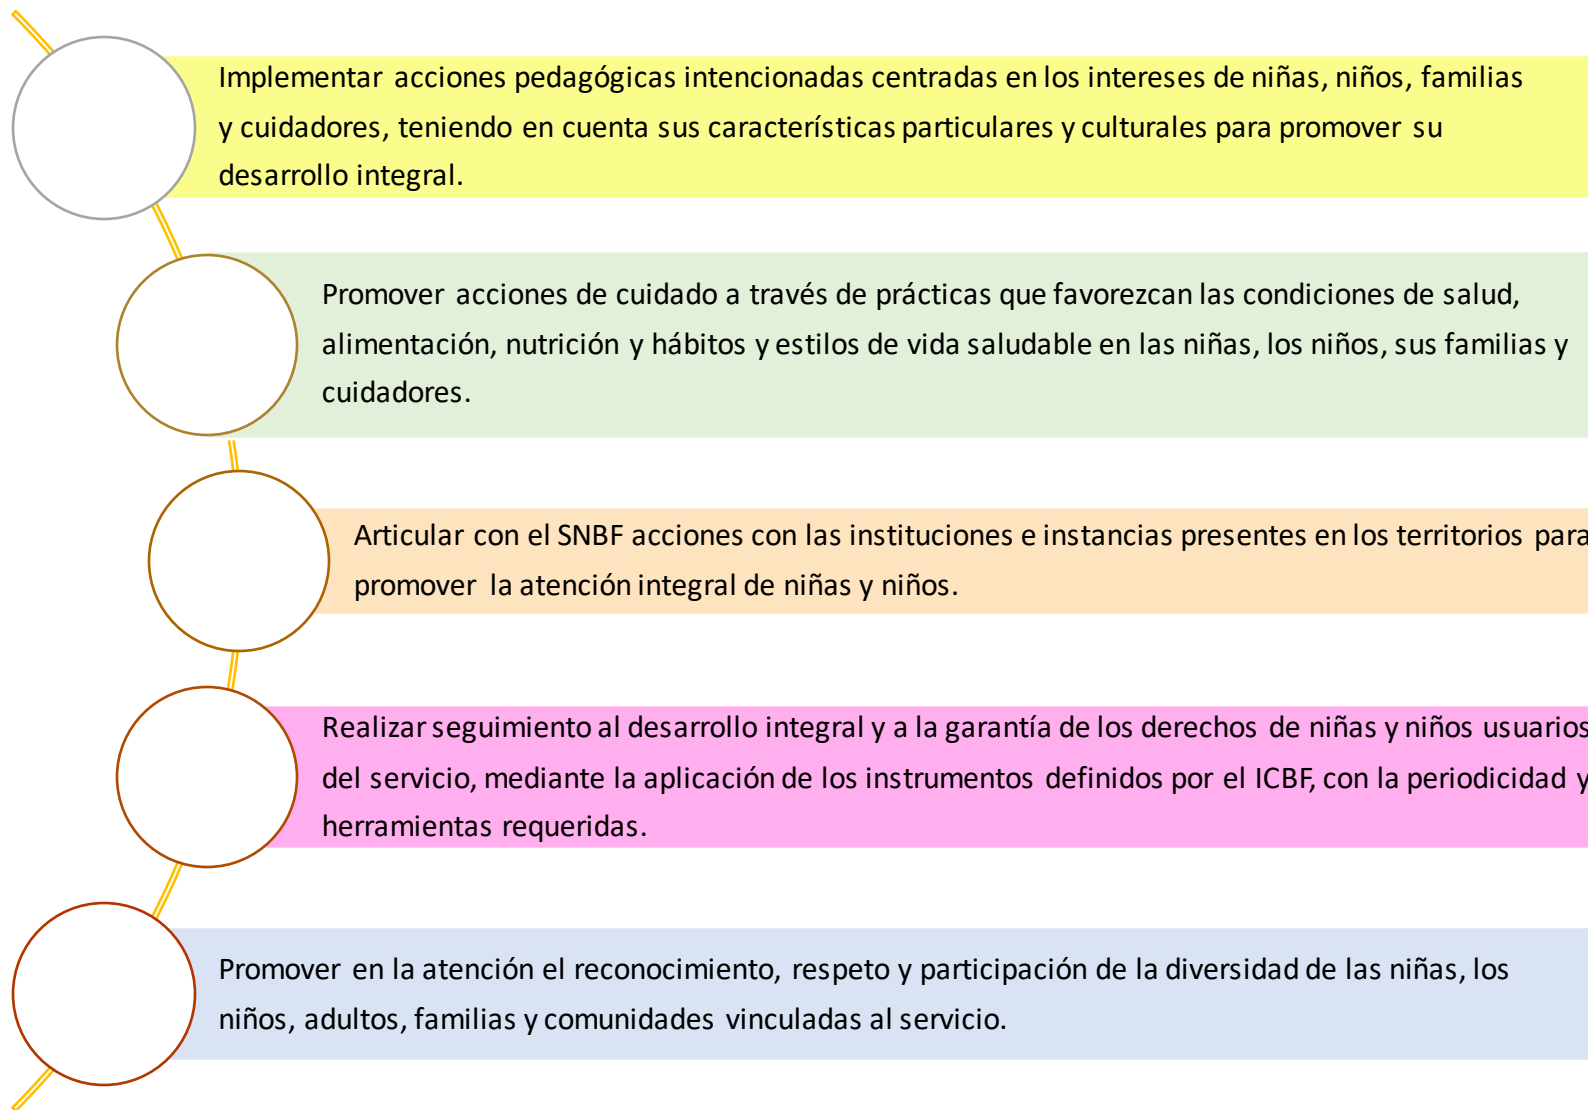 Implementar acciones pedagógicas intencionadas centradas en los intereses de niñas, niños, familias
y cuidadores, teniendo en cuenta sus características particulares y culturales para promover su
desarrollo integral.
Promover acciones de cuidado a través de prácticas que favorezcan las condiciones de salud,
alimentación, nutrición y hábitos y estilos de vida saludable en las niñas, los niños, sus familias y
cuidadores.
Articular con el SNBF acciones con las instituciones e instancias presentes en los territorios para
promover la atención integral de niñas y niños.
Realizar seguimiento al desarrollo integral y a la garantía de los derechos de niñas y niños usuarios
del servicio, mediante la aplicación de los instrumentos definidos por el ICBF, con la periodicidad y
herramientas requeridas.
Promover en la atención el reconocimiento, respeto y participación de la diversidad de las niñas, los
niños, adultos, familias y comunidades vinculadas al servicio.